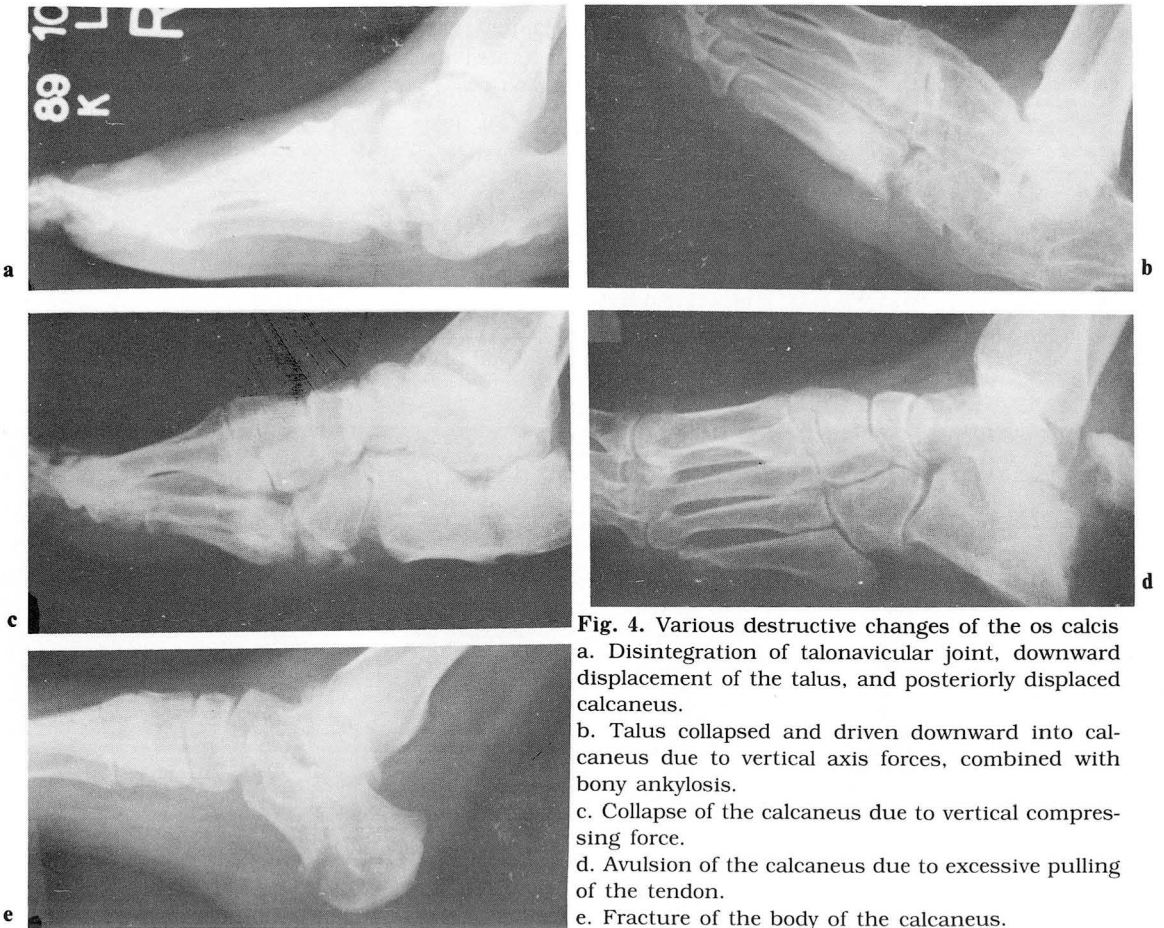 10
L
R
89
K
a
b
c
d
e
Fig. 4. Various destructive changes of the os calcis
a. Disintegration of talonavicular joint, downward
displacement of the talus, and posteriorly displaced
calcaneus.
b. Talus collapsed and driven downward into cal-
caneus due to vertical axis forces, combined with
bony ankylosis.
c. Collapse of the calcaneus due to vertical compres-
sing force.
d. Avulsion of the calcaneus due to excessive pulling
of the tendon.
e. Fracture of the body of the calcaneus.